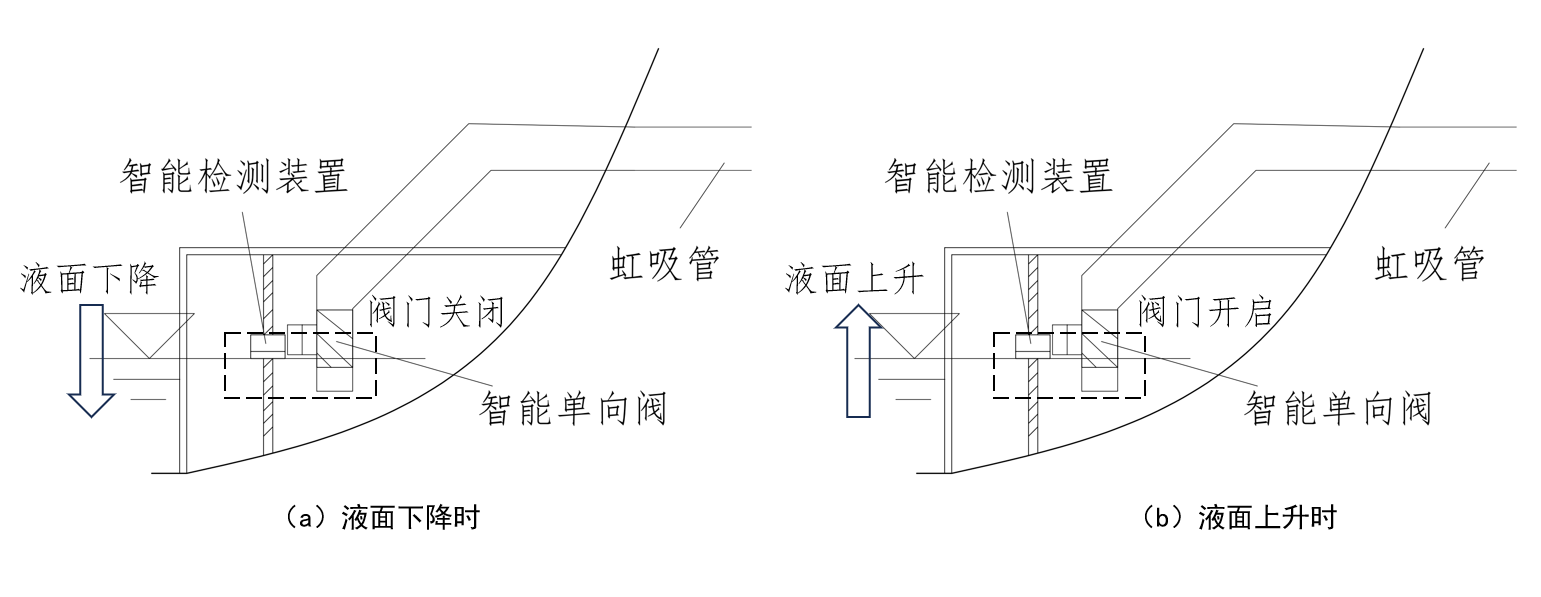 智能检测装置
虹吸管
液面下降
阀门关闭
智能单向阀
(a)液面下降时
智能检测装置
虹吸管
液面上升
阀门开启
智能单向阀
(b)液面上升时